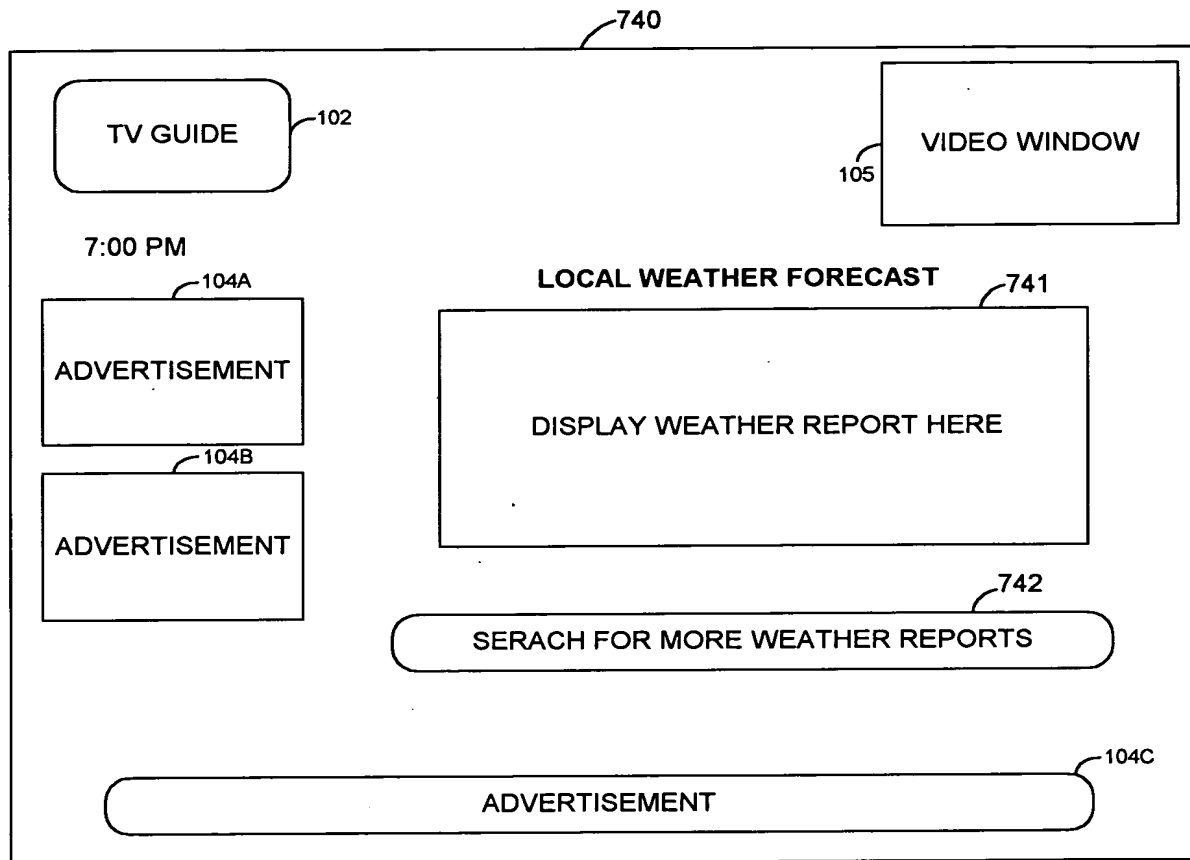 740
TV GUIDE
102
VIDEO WINDOW
105
7:00 PM
LOCAL WEATHER FORECAST
104A
741
ADVERTISEMENT
DISPLAY WEATHER REPORT HERE
104B
ADVERTISEMENT
742
SERACH FOR MORE WEATHER REPORTS
104C
ADVERTISEMENT